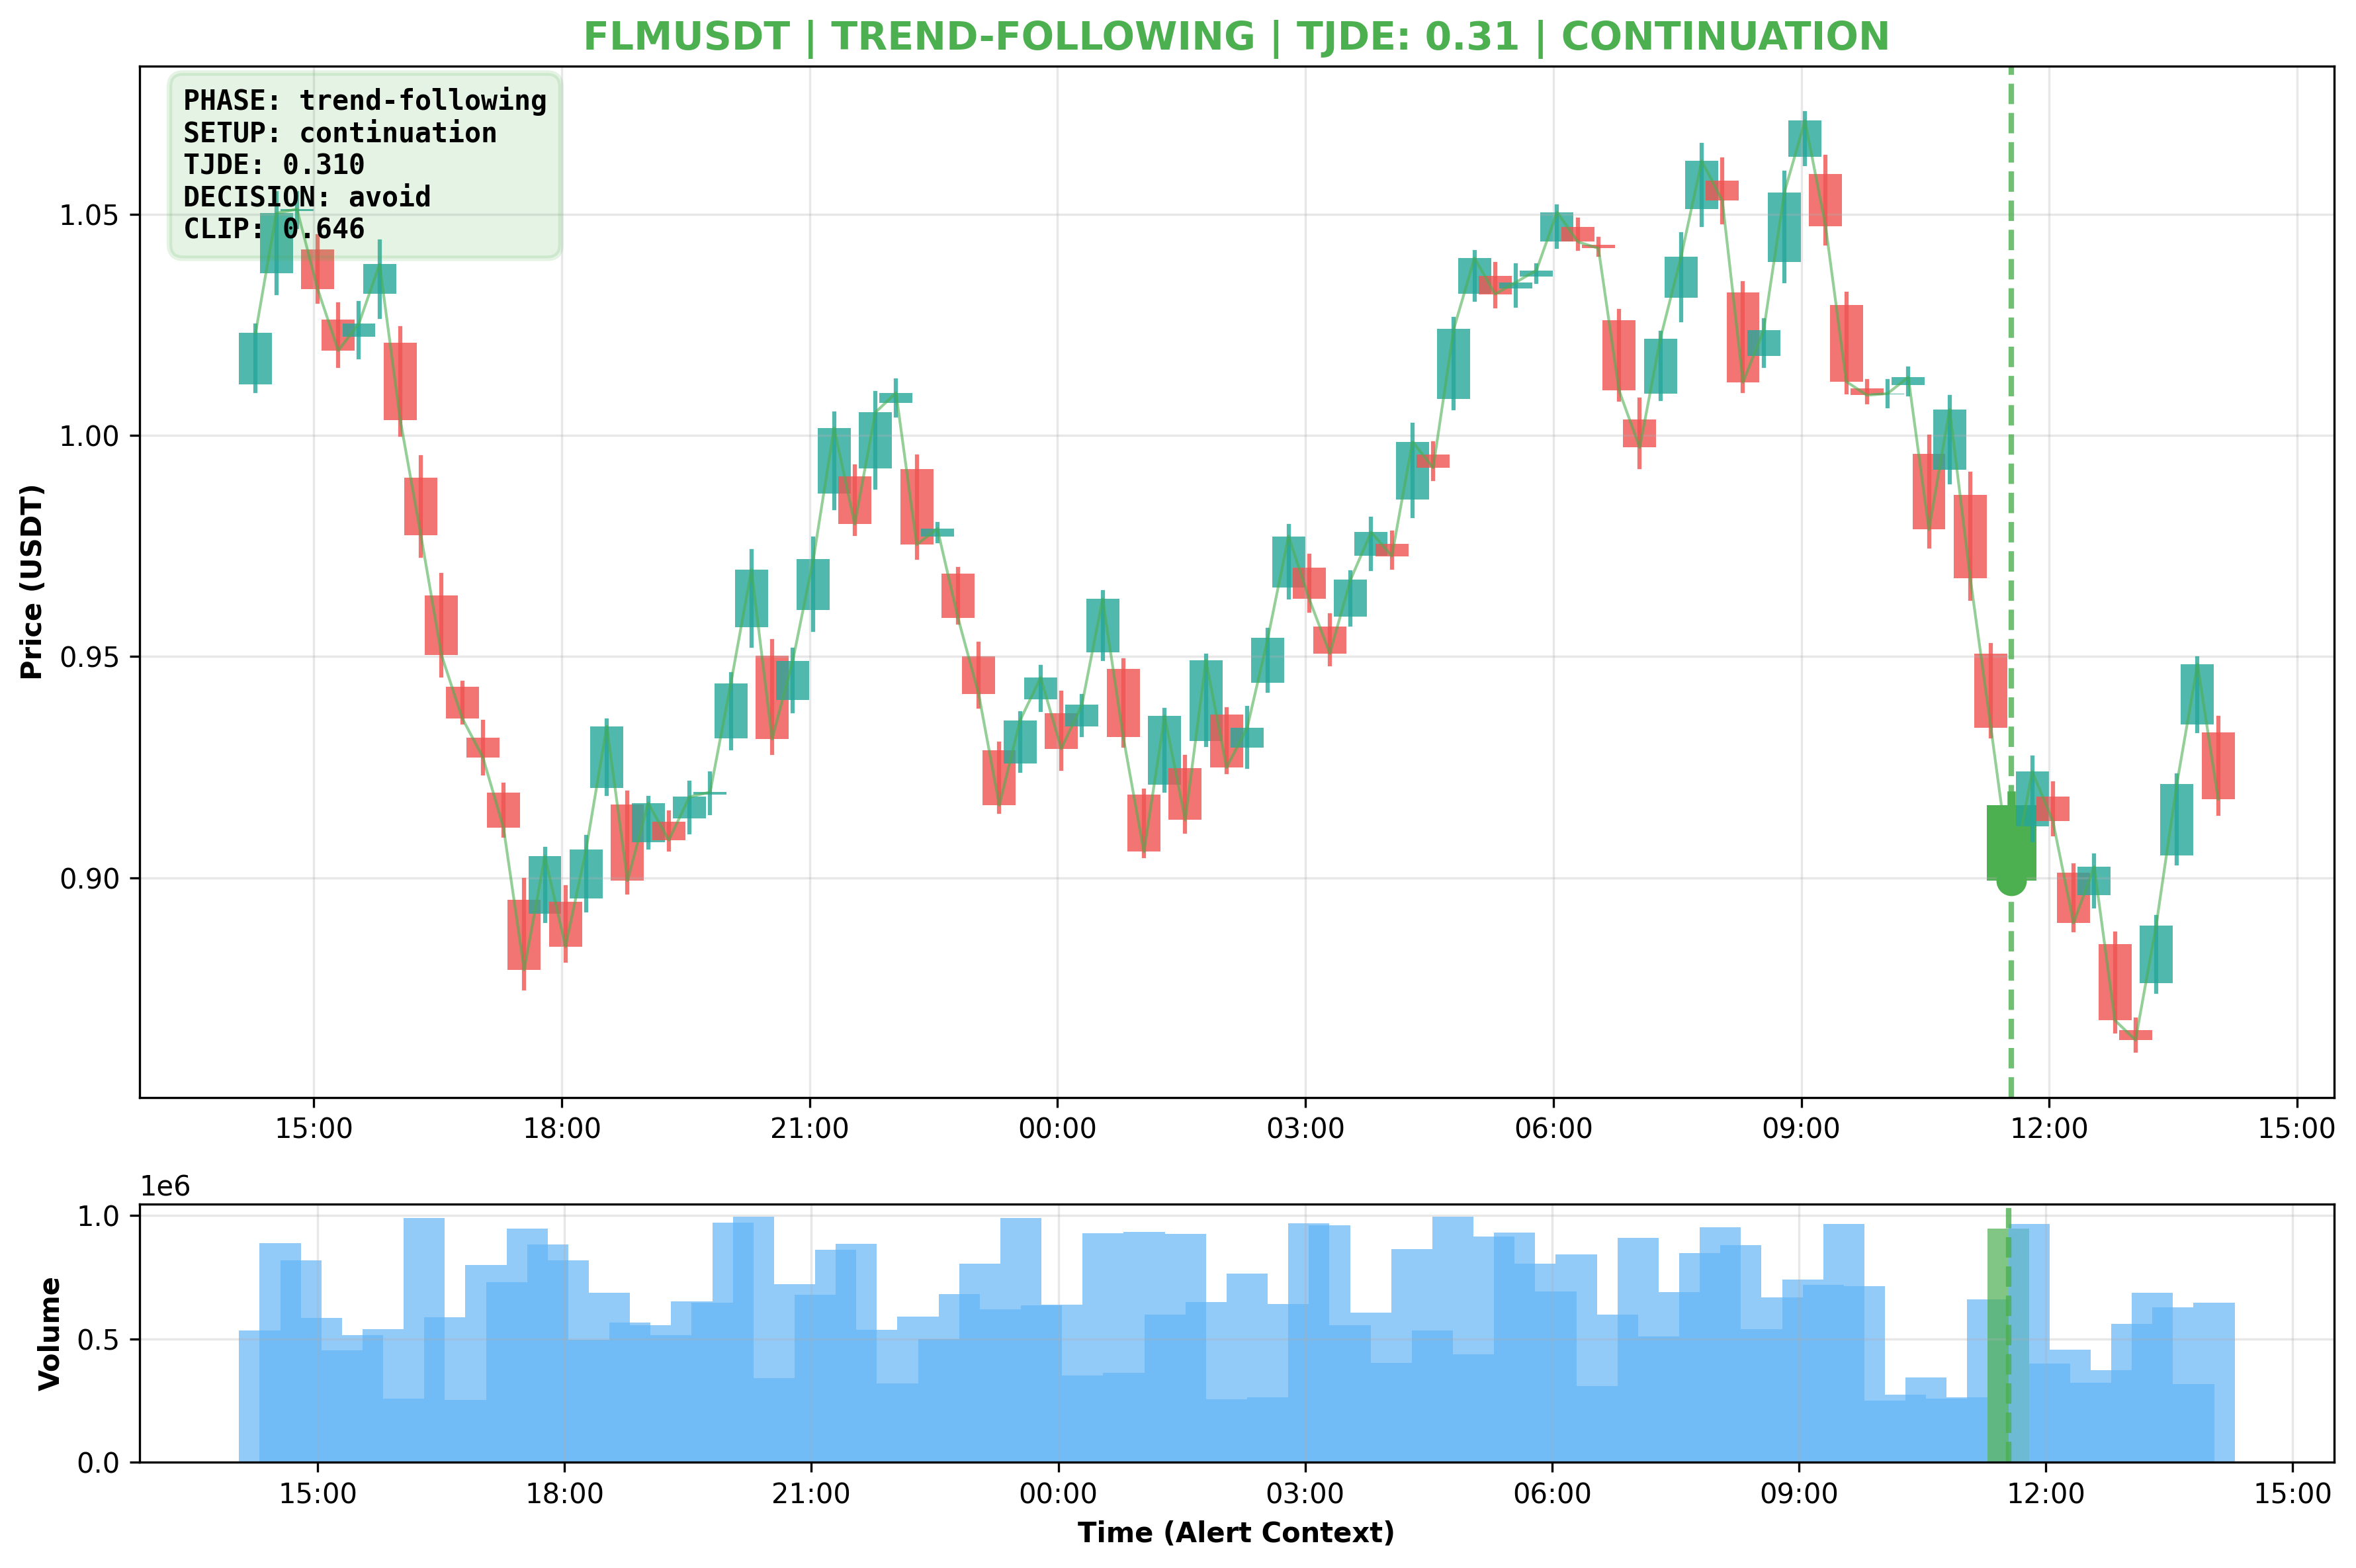 FLMUSDT | TREND-FOLLOWING | TJDE: 0.31 | CONTINUATION
PHASE: trend-following
SETUP: continuation
TJDE: 0.310
DECISION: avoid
CLIP: 0.646
Price (USDT)
1.05
1.00
0.95
0.90
15:00 18:00 21:00 00:00 03:00 06:00 09:00 12:00 15:00
1e6
Volume
1.0
0.5
0.0
15:00 18:00 21:00 00:00 03:00 06:00 09:00 12:00 15:00
Time (Alert Context)